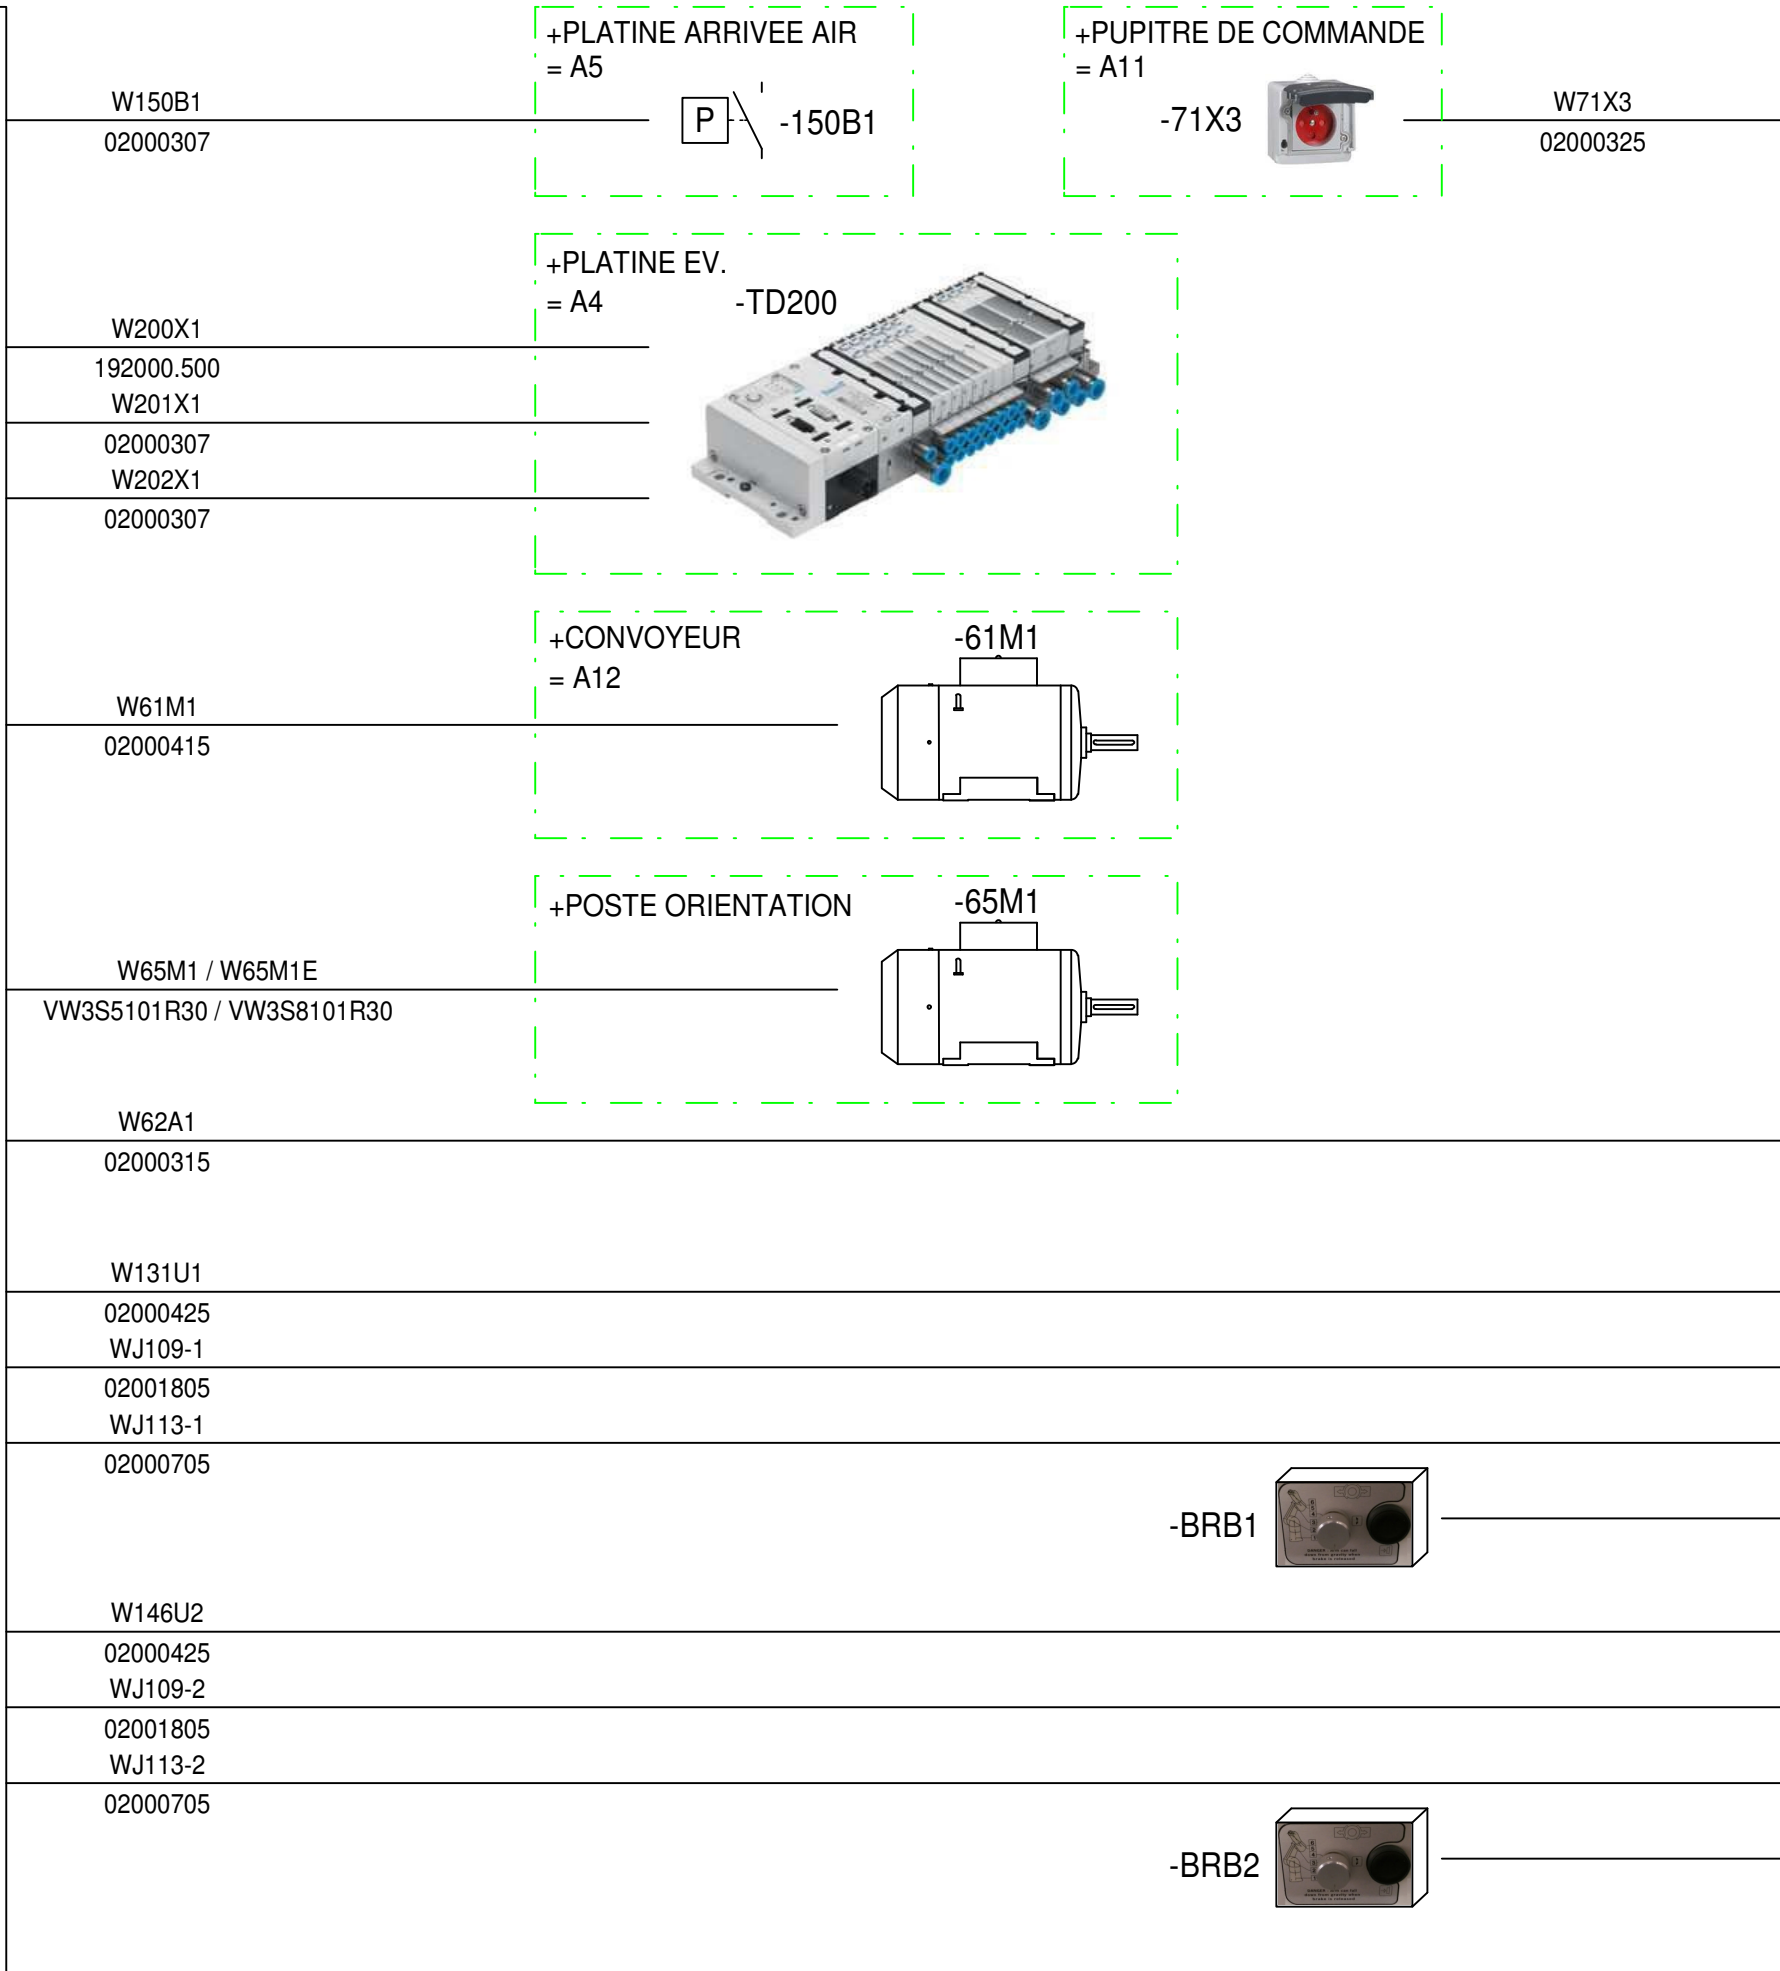 +PLATINE ARRIVEE AIR
= A5
P
-150B1
+PUPITRE DE COMMANDE
= A11
-71X3
W71X3
02000325
W150B1
02000307
+PLATINE EV.
= A4
-TD200
W200X1
192000.500
W201X1
02000307
W202X1
02000307
+CONVOYEUR
= A12
-61M1
W61M1
02000415
+POSTE ORIENTATION
-65M1
W65M1 / W65M1E
VW3S5101R30 / VW3S8101R30
W62A1
02000315
W131U1
02000425
WJ109-1
02001805
WJ113-1
02000705
-BRB1
W146U2
02000425
WJ109-2
02001805
WJ113-2
02000705
-BRB2